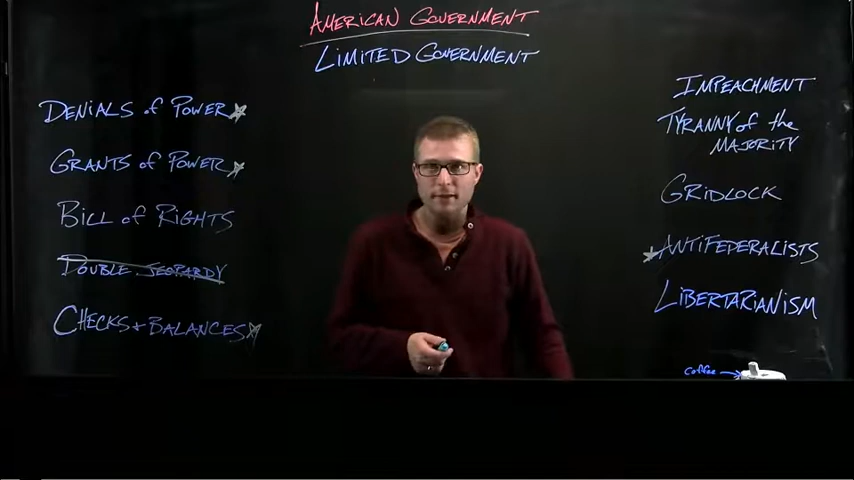 AMERICAN GOVERNMENT
LIMITED GOVERNMENT
DENIALS of POWER
GRANTS of POWER
BILL of RIGHTS
DOUBLE JEOPARDY
CHECKS + BALANCES
IMPEACHMENT
TYRANNY of the
MAJORITY
GRIDLOCK
ANTIFEDERALISTS
LIBERTARIANISM
Coffee